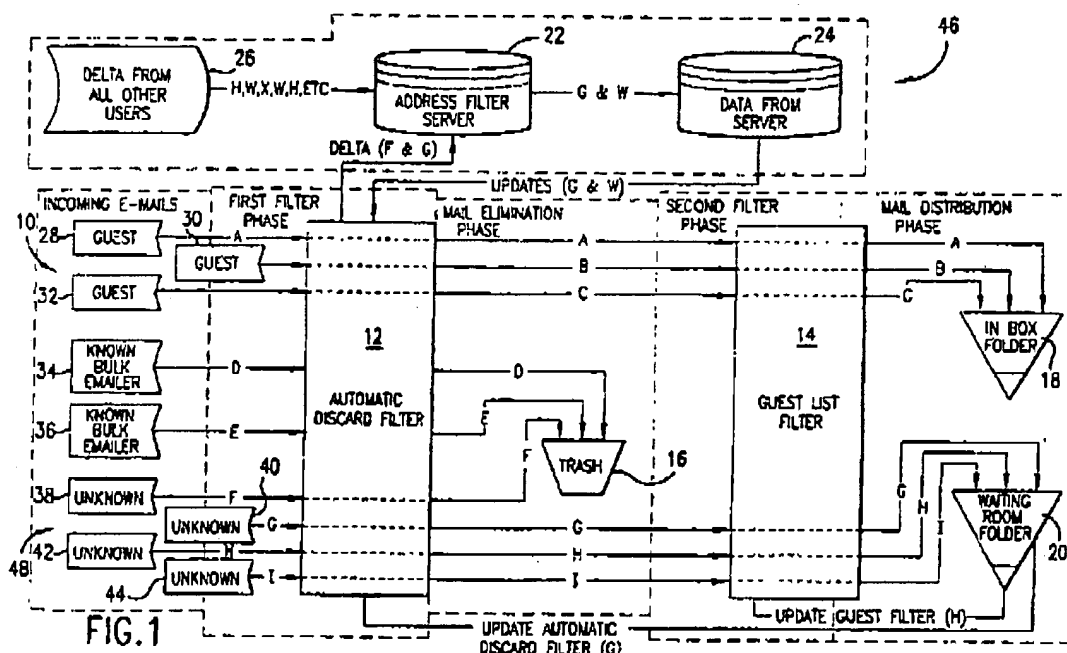 22
24
46
26
DELTA FROM
ALL OTHER
USERS
H,W,X,W,H,ETC
ADDRESS FILTER
SERVER
G & W
DATA FROM
SERVER
DELTA (F & G)
UPDATES (G & W)
INCOMING E-MAILS
FIRST FILTER
PHASE
MAIL ELIMINATION
PHASE
SECOND FILTER
PHASE
MAIL DISTRIBUTION
PHASE
10
28
GUEST
30
A
A
A
GUEST
B
B
32
GUEST
C
G
IN BOX
FOLDER
18
12
AUTOMATIC
DISCARD FILTER
14
GUEST LIST
FILTER
34
KNOWN
BULK
EMAILER
D
D
36
KNOWN
BULK
EMAILER
E
E
F
TRASH
16
38
UNKNOWN
F
40
UNKNOWN
G
G
G
H
I
WAITING
ROOM
FOLDER
20
48
42
UNKNOWN
H
H
44
UNKNOWN
I
I
FIG.1
UPDATE AUTOMATIC
DISCARD FILTER (G)
UPDATE GUEST FILTER (H)